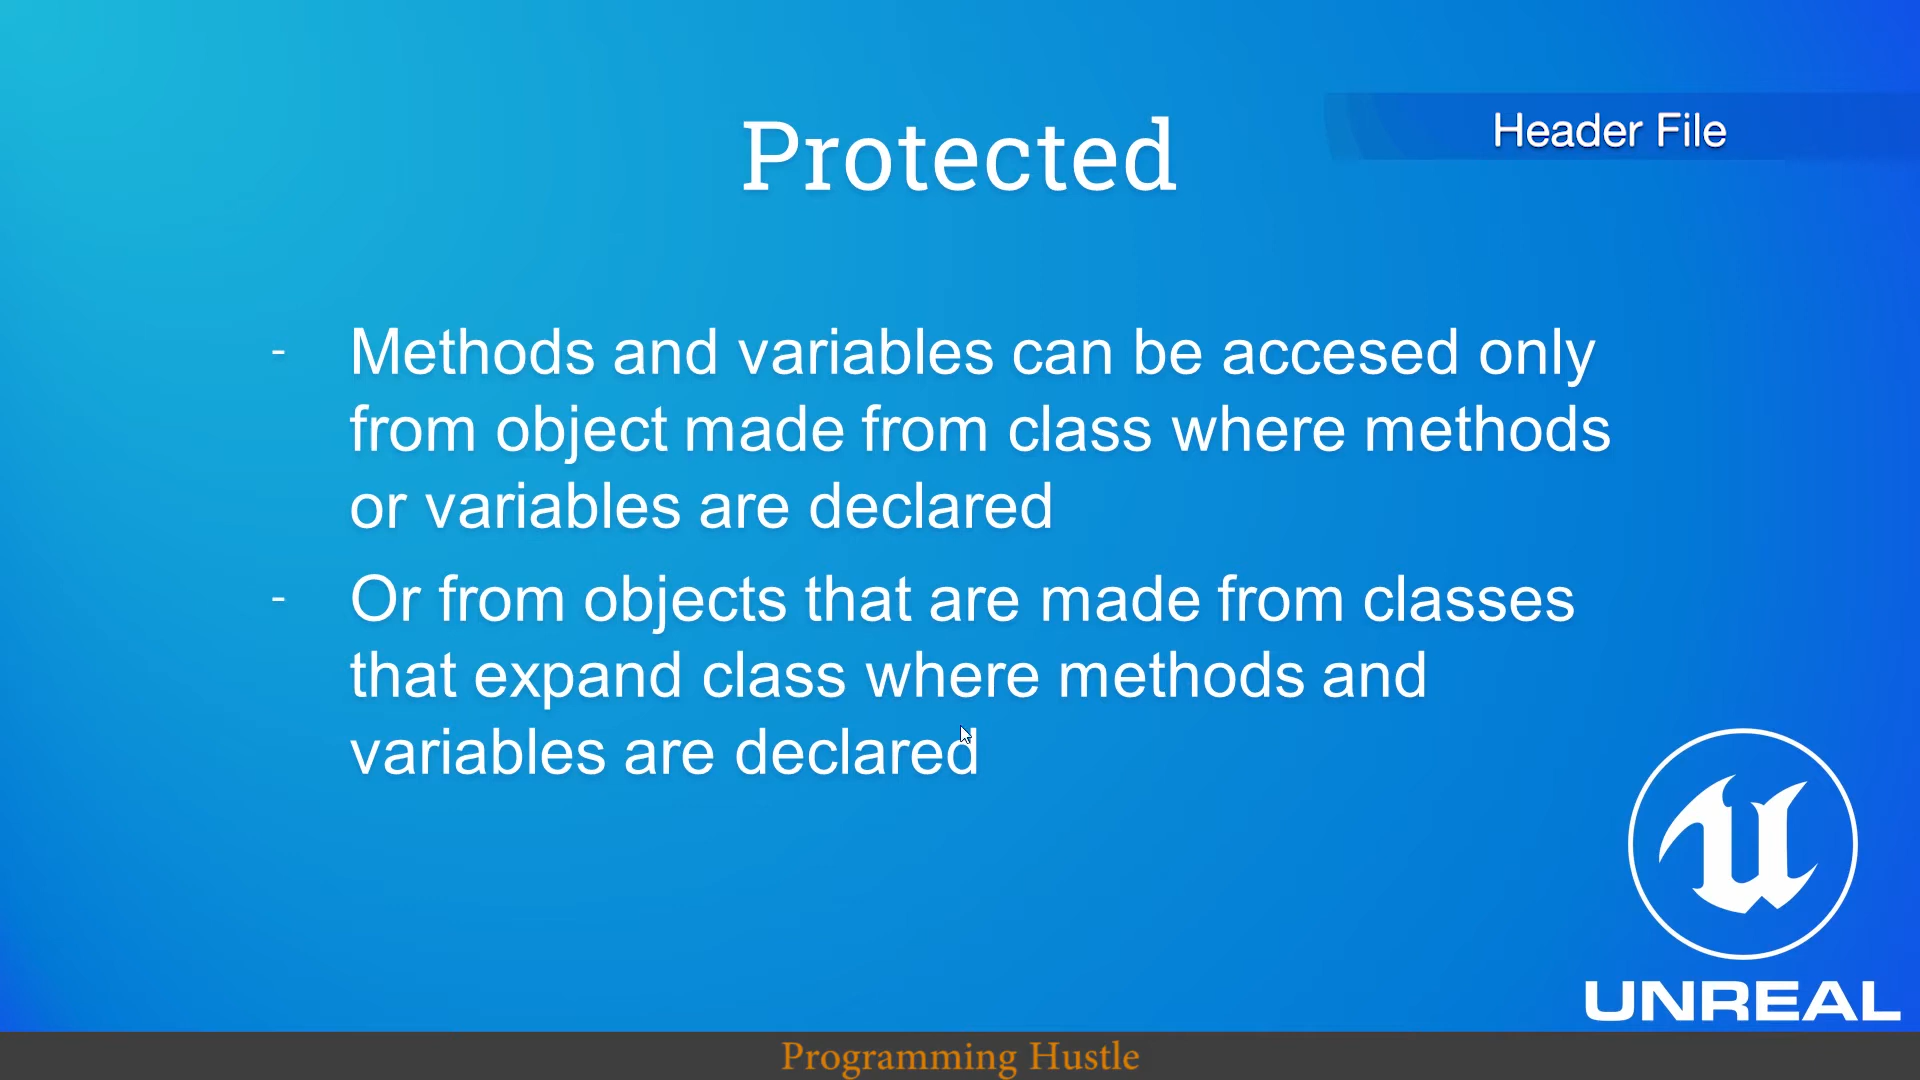 Protected
Header File
- Methods and variables can be accesed only
from object made from class where methods
or variables are declared
- Or from objects that are made from classes
that expand class where methods and
variables are declared
UNREAL
Programming Hustle